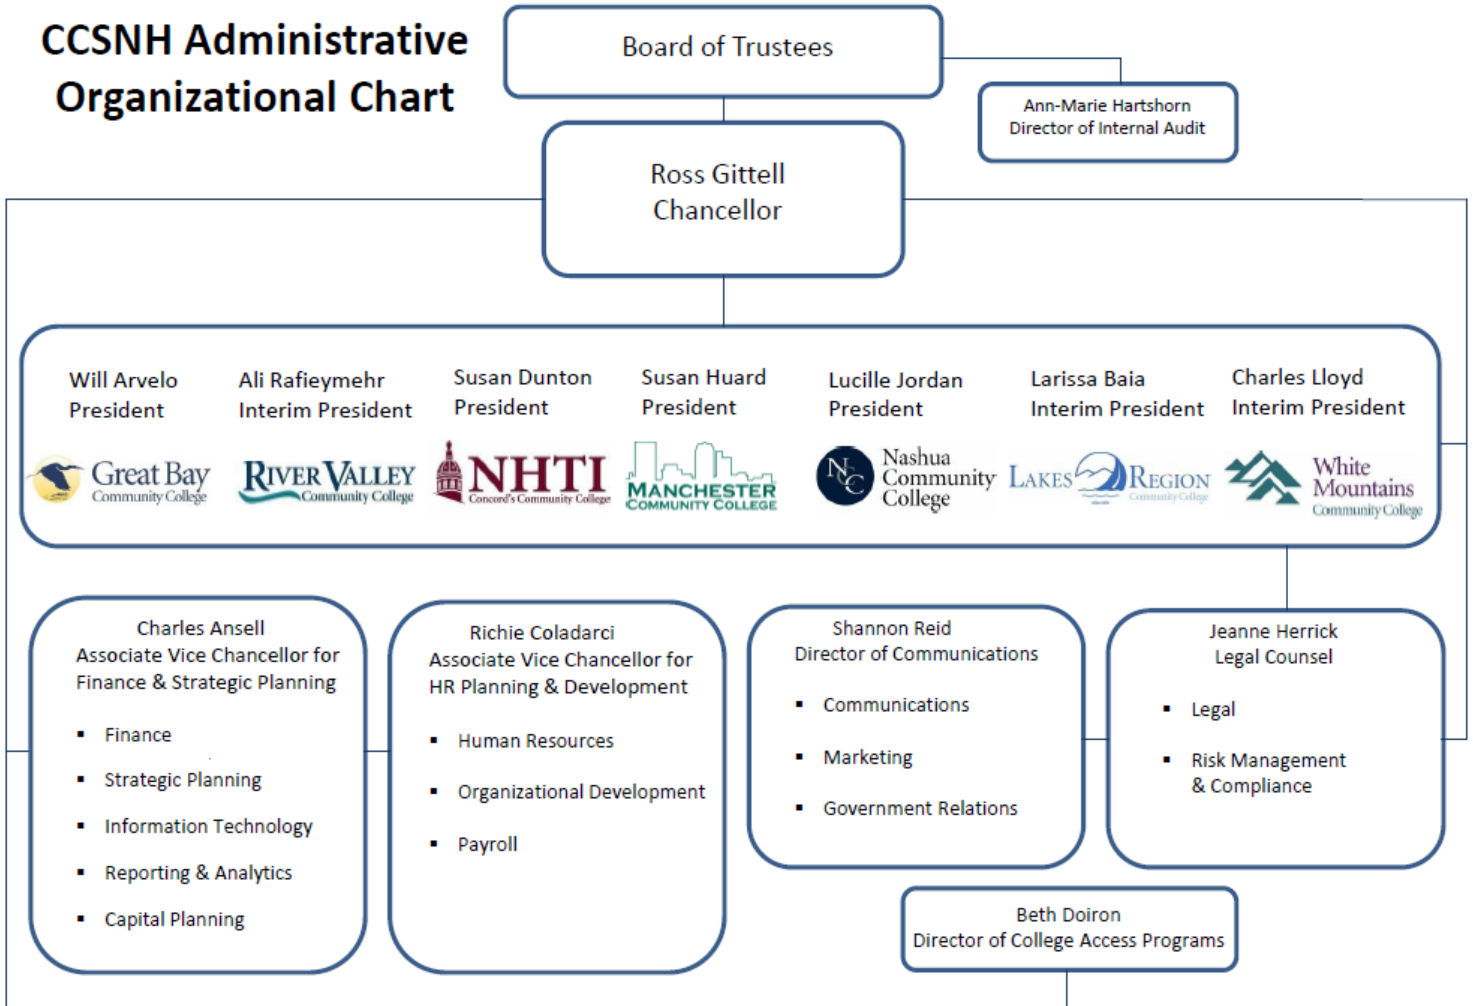 CCSNH Administrative
Organizational Chart
Board of Trustees
Ann-Marie Hartshorn
Director of Internal Audit
Ross Gittell
Chancellor
Will Arvelo
President
Great Bay
Community College
Ali Rafieymehr
Interim President
RIVER VALLEY
Community College
Susan Dunton
President
NHTI
Concord's Community College
Susan Huard
President
MANCHESTER
COMMUNITY COLLEGE
Lucille Jordan
President
NCC
Nashua
Community
College
Larissa Baia
Interim President
LAKES REGION
Community College
Charles Lloyd
Interim President
White
Mountains
Community College
Charles Ansell
Associate Vice Chancellor for
Finance & Strategic Planning
▪ Finance
▪ Strategic Planning
▪ Information Technology
▪ Reporting & Analytics
▪ Capital Planning
Richie Coladarci
Associate Vice Chancellor for
HR Planning & Development
▪ Human Resources
▪ Organizational Development
▪ Payroll
Shannon Reid
Director of Communications
▪ Communications
▪ Marketing
▪ Government Relations
Jeanne Herrick
Legal Counsel
▪ Legal
▪ Risk Management
& Compliance
Beth Doiron
Director of College Access Programs